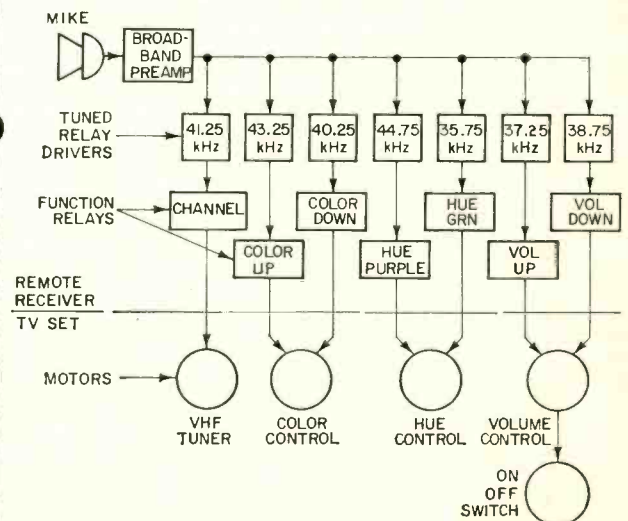 MIKE
BROAD-
BAND
PREAMP
TUNED
RELAY
DRIVERS
41.25
kHz
43.25
kHz
40.25
kHz
44.75
kHz
35.75
kHz
37.25
kHz
38.75
kHz
FUNCTION
RELAYS
CHANNEL
COLOR
UP
COLOR
DOWN
HUE
PURPLE
HUE
GRN
VOL
UP
VOL
DOWN
REMOTE
RECEIVER
TV SET
MOTORS
VHF
TUNER
COLOR
CONTROL
HUE
CONTROL
VOLUME
CONTROL
ON
OFF
SWITCH